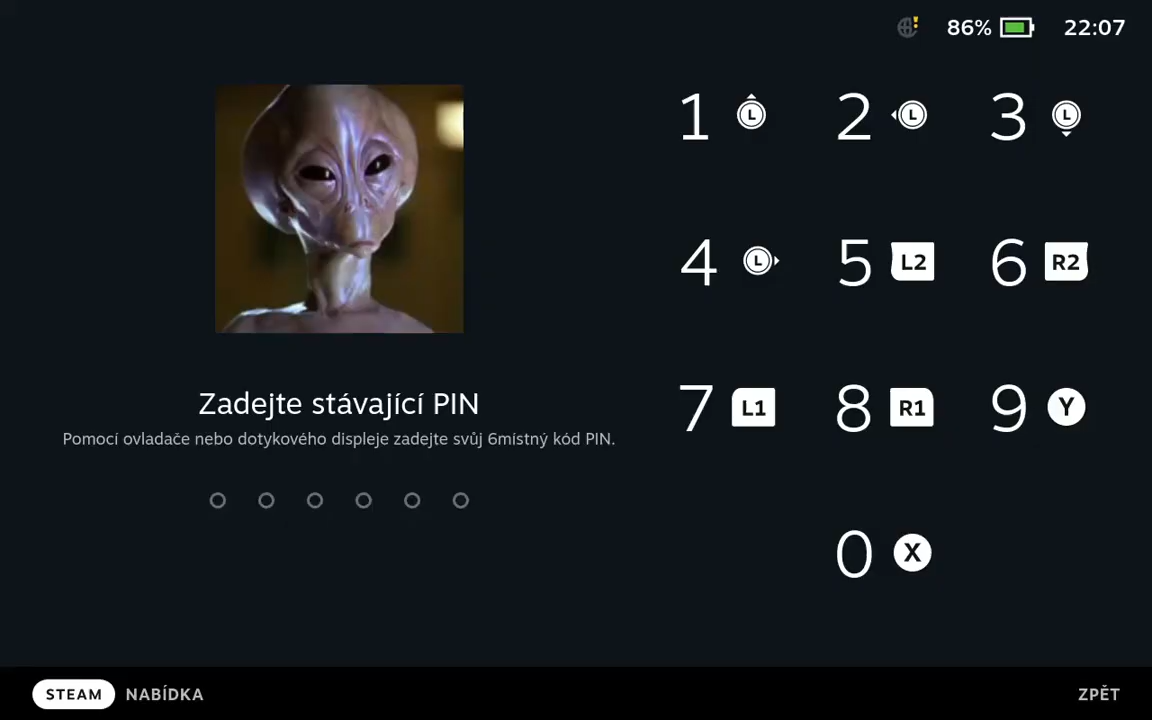 86% 22:07
1 L 2 L 3 L
4 L 5 L2 6 R2
7 L1 8 R1 9 Y
0 X
Zadejte stávající PIN
Pomocí ovladače nebo dotykového displeje zadejte svůj 6místný kód PIN.
STEAM NABÍDKA ZPĚT